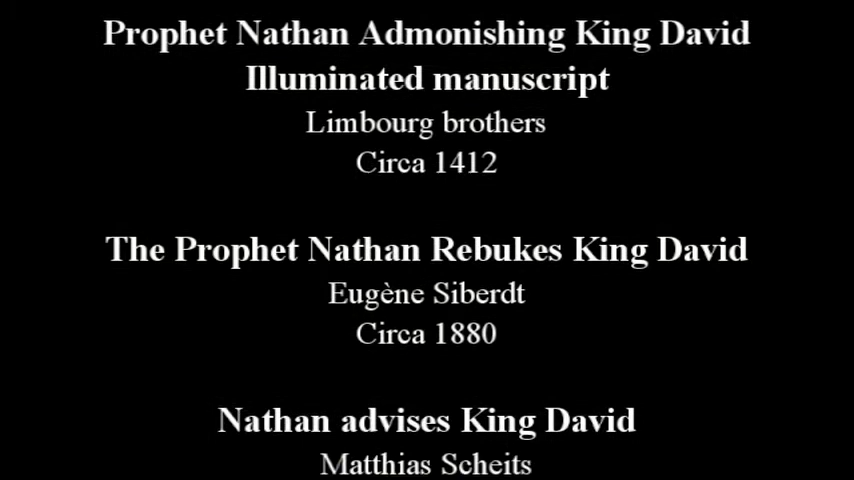 Prophet Nathan Admonishing King David
Illuminated manuscript
Limbourg brothers
Circa 1412
The Prophet Nathan Rebukes King David
Eugène Siberdt
Circa 1880
Nathan advises King David
Matthias Scheits